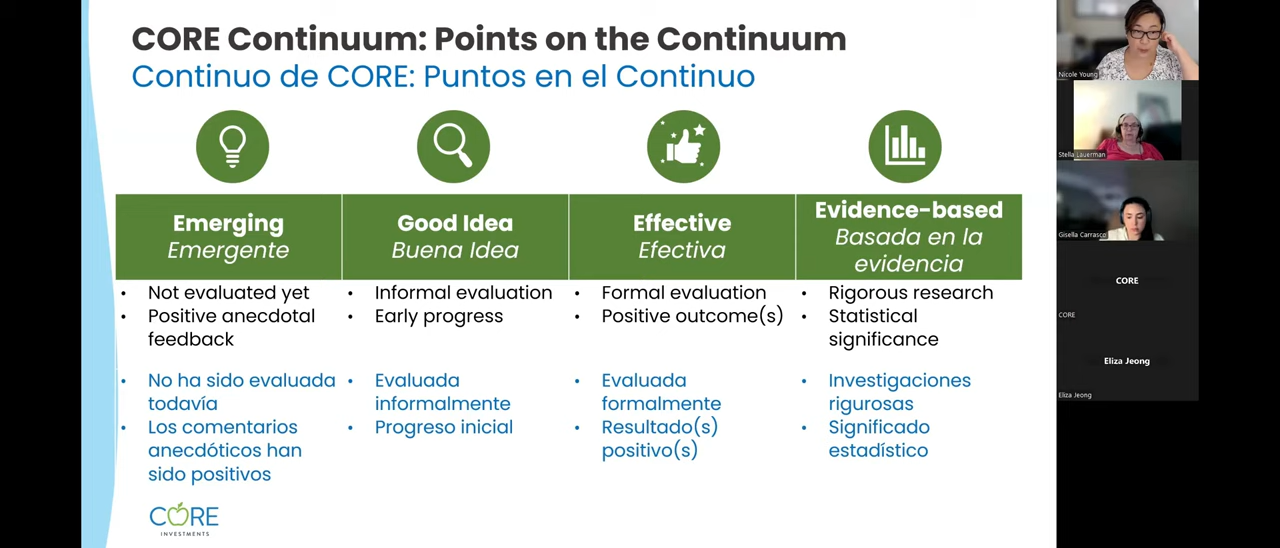 CORE Continuum: Points on the Continuum
Continuo de CORE: Puntos en el Continuo
Emerging
Emergente
Good Idea
Buena Idea
Effective
Efectiva
Evidence-based
Basada en la
evidencia
• Not evaluated yet
• Positive anecdotal
feedback
• No ha sido evaluada
todavía
• Los comentarios
anecdóticos han
sido positivos
• Informal evaluation
• Early progress
• Evaluada
informalmente
• Progreso inicial
• Formal evaluation
• Positive outcome(s)
• Evaluada
formalmente
• Resultado(s)
positivo(s)
• Rigorous research
• Statistical
significance
• Investigaciones
rigurosas
• Significado
estadístico
CORE
INVESTMENTS
Nicole Young
Stella Lauerman
Gisella Carrasco
CORE
CORE
Eliza Jeong
Eliza Jeong